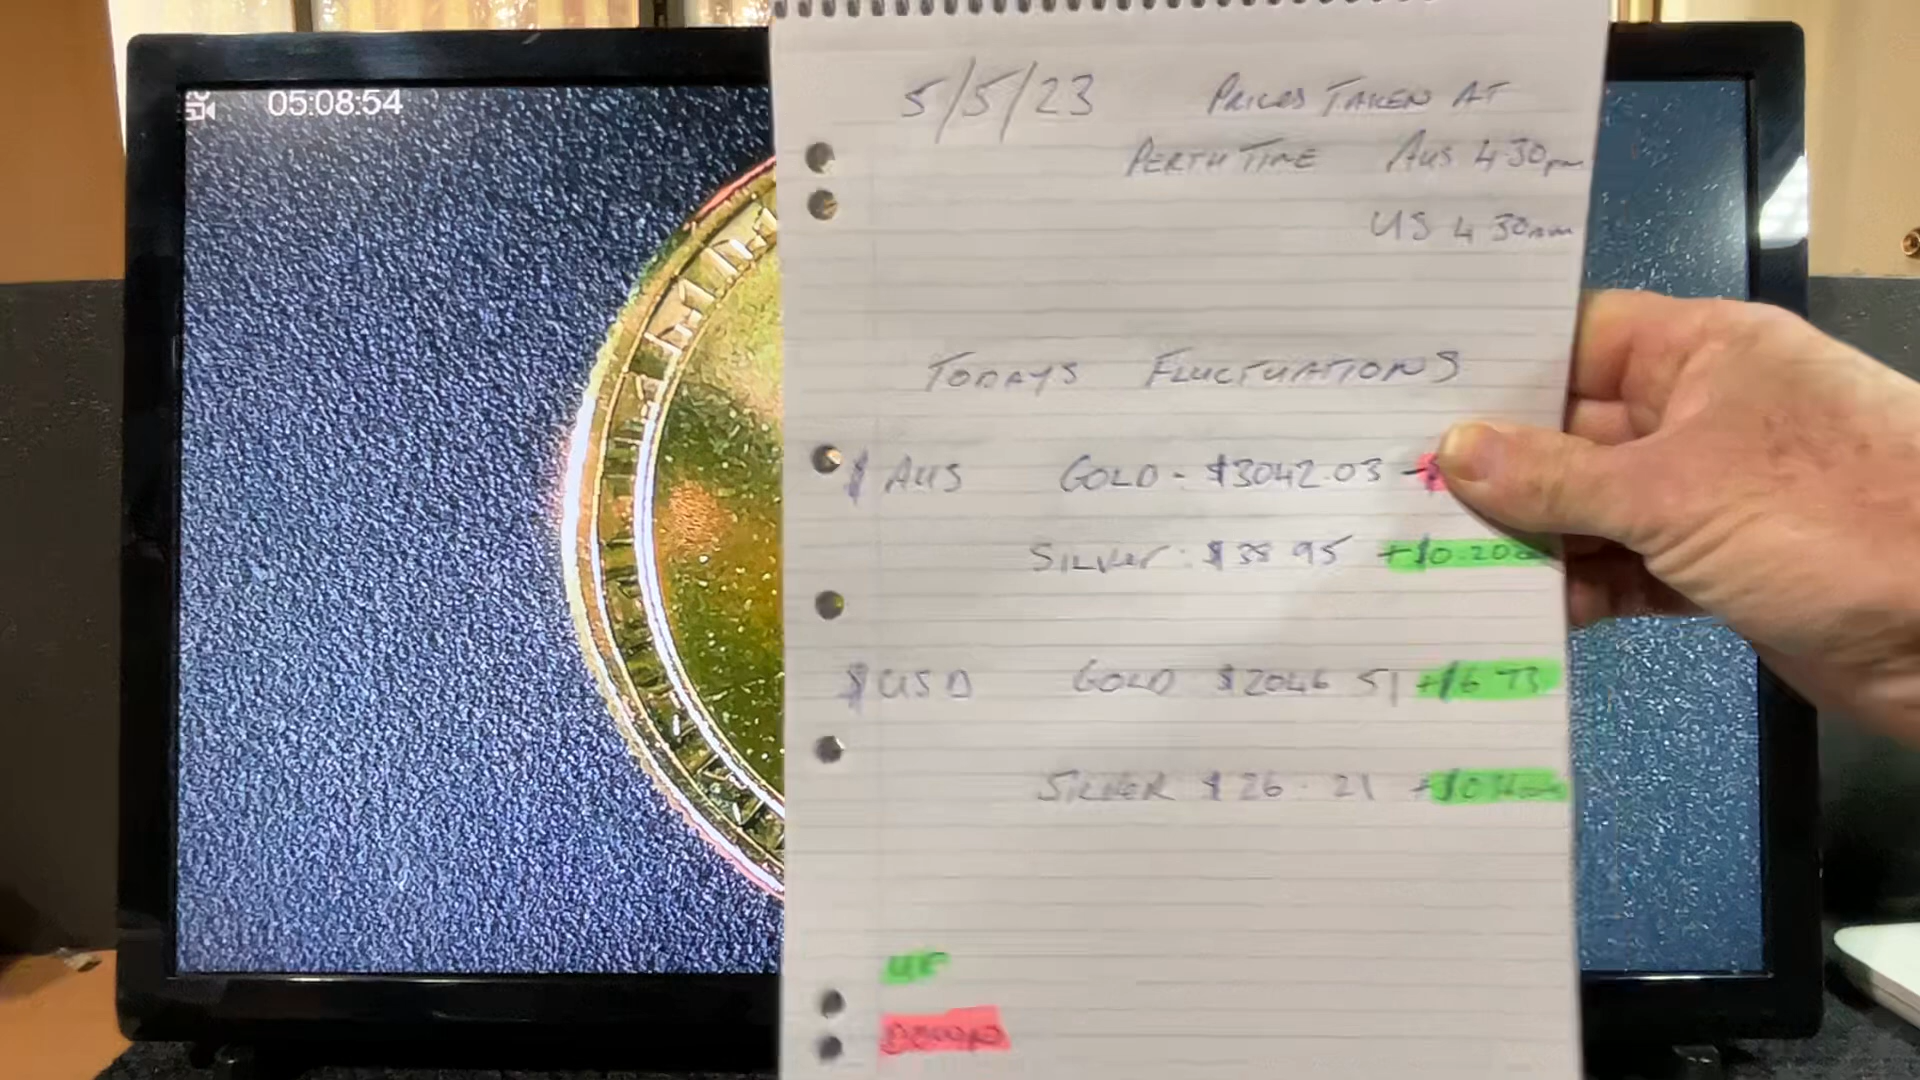 05:08:54
5/5/23 PRICES TAKEN AT
PERTH TIME AUS 4 30pm
US 4 30am
TODAYS FLUCTUATIONS
$ AUS GOLD - $3042.03 -$
SILVER: $38 95
$ USD GOLD $2046 51 +$6 73
SILVER $ 26.21
UP
DOWN